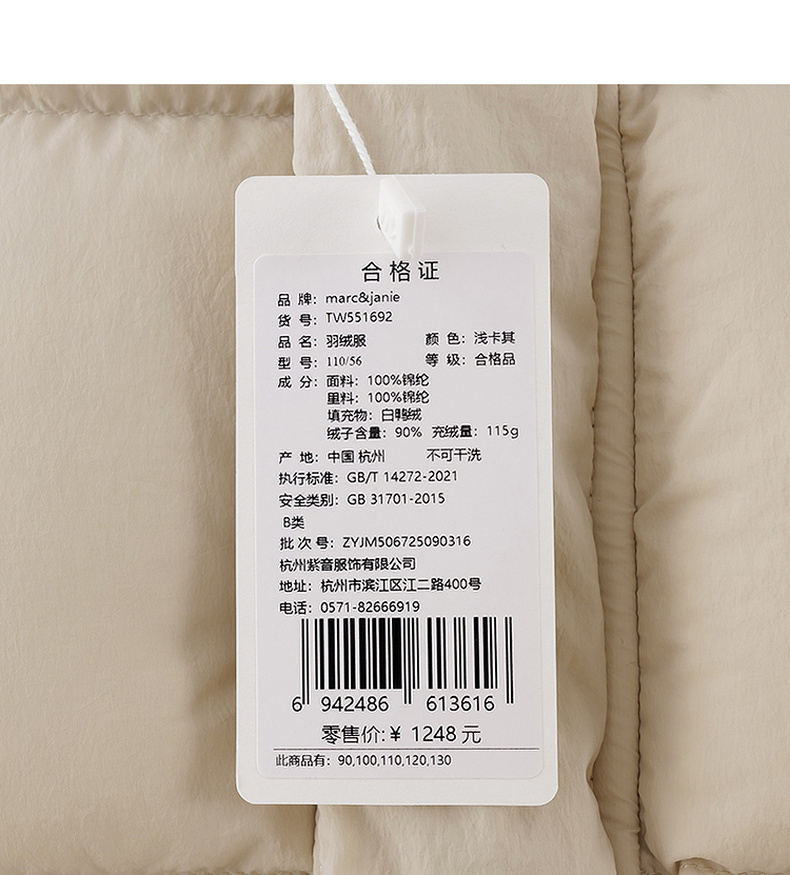 合格证
品 牌：marc&janie
货 号：TW551692
品 名：羽绒服 颜 色：浅卡其
型 号：110/56 等 级：合格品
成 分：面料：100%锦纶
里料：100%锦纶
填充物：白鸭绒
绒子含量：90% 充绒量：115g
产 地：中国 杭州 不可干洗
执行标准：GB/T 14272-2021
安全类别：GB 31701-2015
B类
批 次 号：ZYJM506725090316
杭州紫音服饰有限公司
地址：杭州市滨江区江二路400号
电话：0571-82666919
6 942486 613616
零售价:¥ 1248 元
此商品有：90,100,110,120,130